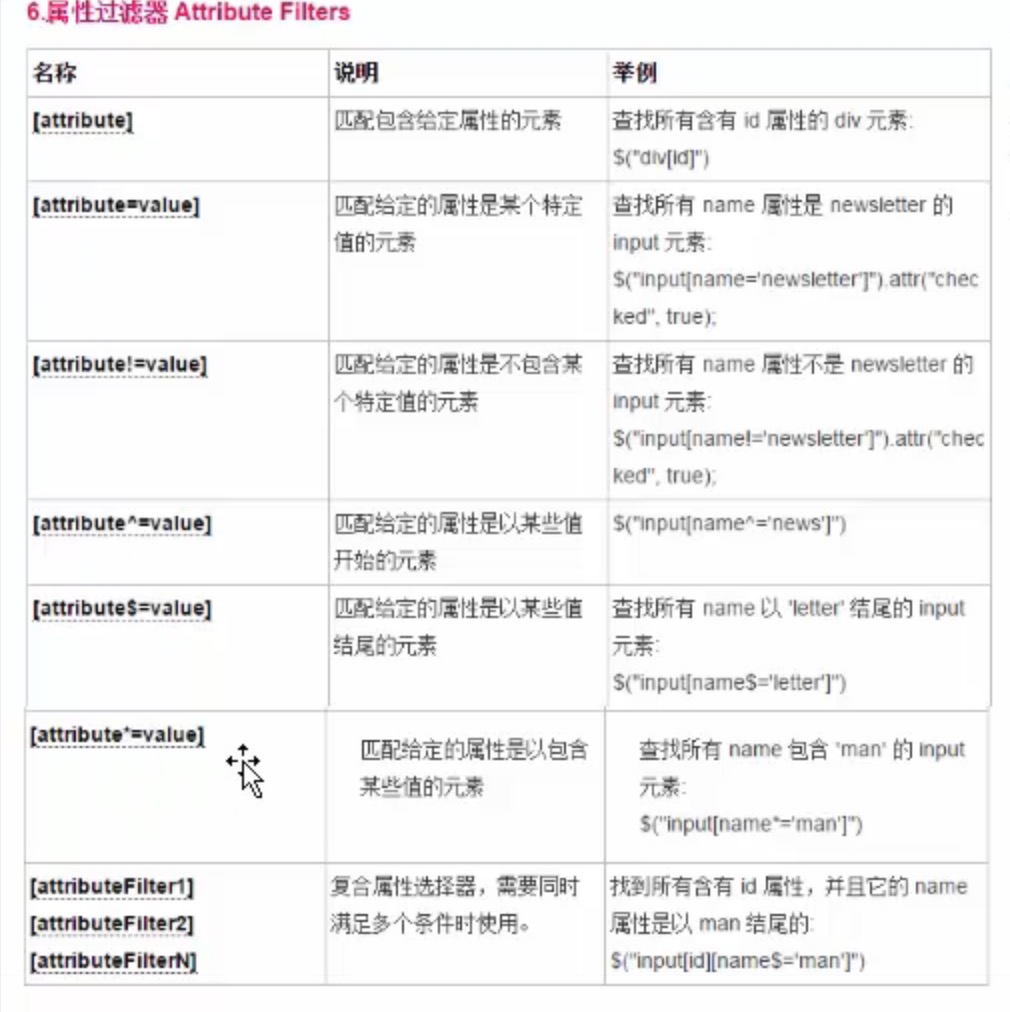 6.属性过滤器 Attribute Filters
名称 说明 举例
[attribute] 匹配包含给定属性的元素 查找所有含有 id 属性的 div 元素:
$("div[id]")
[attribute=value] 匹配给定的属性是某个特定 查找所有 name 属性是 newsletter 的
值的元素 input 元素:
$("input[name='newsletter']").attr("chec
ked", true);
[attribute!=value] 匹配给定的属性是不包含某 查找所有 name 属性不是 newsletter 的
个特定值的元素 input 元素:
$("input[name!='newsletter']").attr("chec
ked", true);
[attribute^=value] 匹配给定的属性是以某些值 $("input[name^='news']")
开始的元素
[attribute$=value] 匹配给定的属性是以某些值 查找所有 name 以 'letter' 结尾的 input
结尾的元素 元素:
$("input[name$='letter']")
[attribute*=value] 匹配给定的属性是以包含 查找所有 name 包含 'man' 的 input
某些值的元素 元素:
$("input[name*='man']")
[attributeFilter1] 复合属性选择器，需要同时 找到所有含有 id 属性，并且它的 name
[attributeFilter2] 满足多个条件时使用。 属性是以 man 结尾的:
[attributeFilterN] $("input[id][name$='man']")